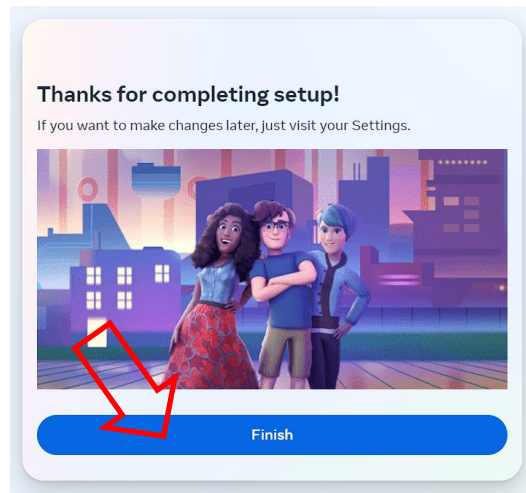 Thanks for completing setup!
If you want to make changes later, just visit your Settings.
Finish